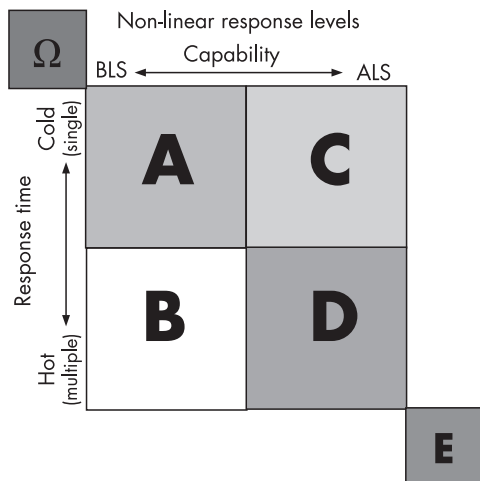 Non-linear response levels
Ω
Capability
BLS
ALS
Cold
(single)
A
C
Response time
B
D
Hot
(multiple)
E